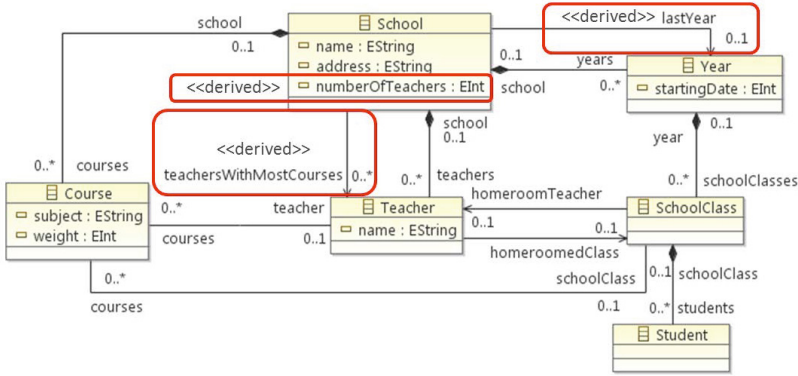 school
0..1
School
name : EString
address : EString
<<derived>> numberOfTeachers : EInt
<<derived>> lastYear
0..1
0..1
years
school
0..*
Year
startingDate : EInt
<<derived>>
teachersWithMostCourses
0..*
school
0..1
0..*
teachers
year
0..1
0..*
schoolClasses
0..*
courses
Course
subject : EString
weight : EInt
0..*
teacher
courses
0..1
Teacher
name : EString
homeroomTeacher
0..1
0..1
homeroomedClass
SchoolClass
0..*
courses
schoolClass
0..1
0..1
schoolClass
0..*
students
Student